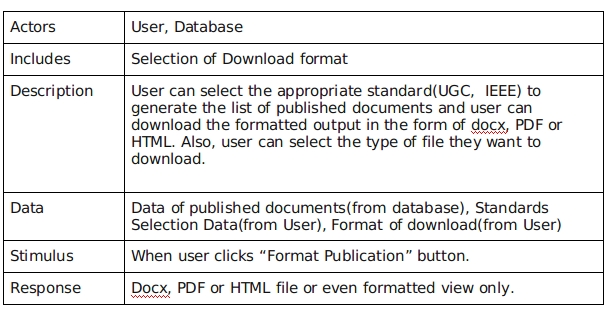 Actors User, Database
Includes Selection of Download format
Description User can select the appropriate standard(UGC, IEEE) to
generate the list of published documents and user can
download the formatted output in the form of docx, PDF or
HTML. Also, user can select the type of file they want to
download.
Data Data of published documents(from database), Standards
Selection Data(from User), Format of download(from User)
Stimulus When user clicks “Format Publication” button.
Response Docx, PDF or HTML file or even formatted view only.